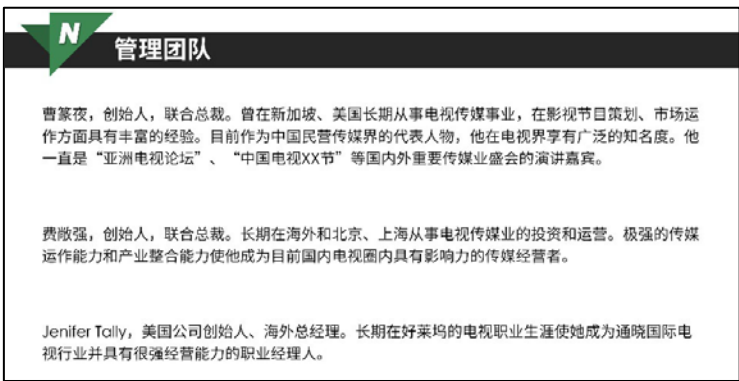 N
管理团队
曹篆夜，创始人，联合总裁。曾在新加坡、美国长期从事电视传媒事业，在影视节目策划、市场运
作方面具有丰富的经验。目前作为中国民营传媒界的代表人物，他在电视界享有广泛的知名度。他
一直是“亚洲电视论坛”、“中国电视XX节”等国内外重要传媒业盛会的演讲嘉宾。
费敞强，创始人，联合总裁。长期在海外和北京、上海从事电视传媒业的投资和运营。极强的传媒
运作能力和产业整合能力使他成为目前国内电视圈内具有影响力的传媒经营者。
Jenifer Tally，美国公司创始人、海外总经理。长期在好莱坞的电视职业生涯使她成为通晓国际电
视行业并具有很强经营能力的职业经理人。